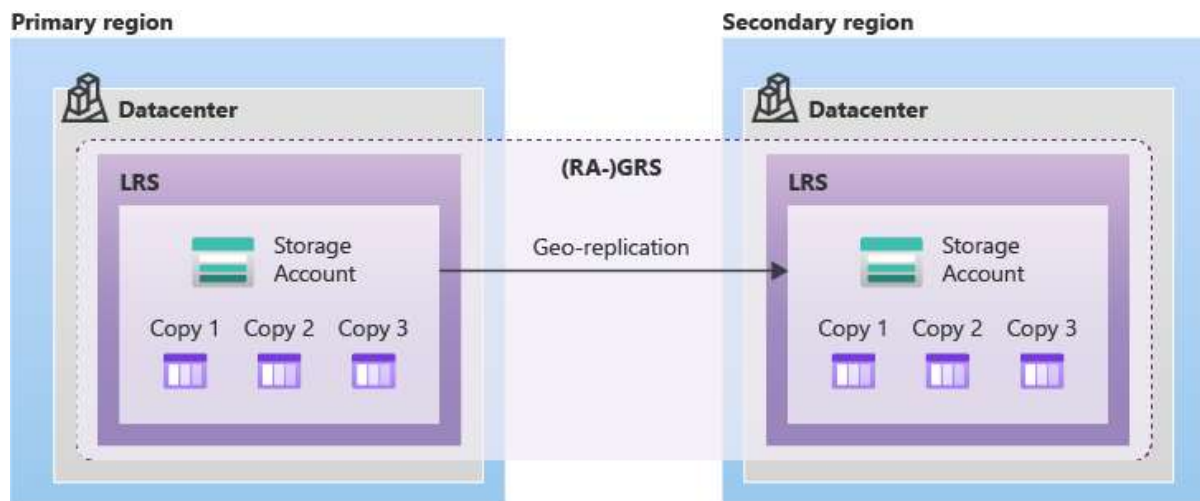 Primary region
Secondary region
Datacenter
Datacenter
(RA-)GRS
LRS
LRS
Storage
Account
Geo-replication
Storage
Account
Copy 1 Copy 2 Copy 3
Copy 1 Copy 2 Copy 3